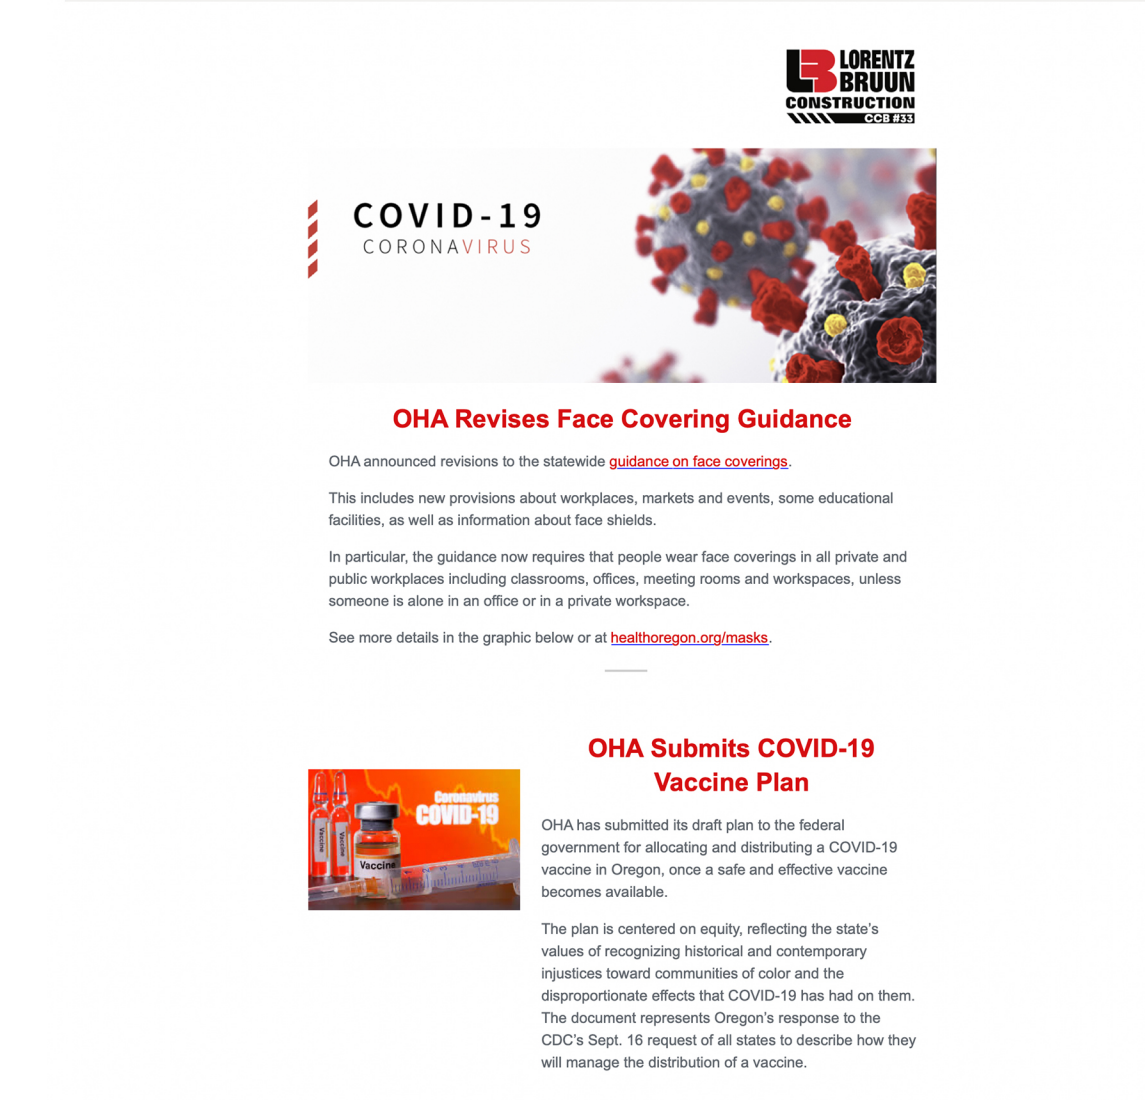 LORENTZ
BRUUN
CONSTRUCTION
CCB #33
COVID-19
CORONAVIRUS
OHA Revises Face Covering Guidance
OHA announced revisions to the statewide guidance on face coverings.
This includes new provisions about workplaces, markets and events, some educational
facilities, as well as information about face shields.
In particular, the guidance now requires that people wear face coverings in all private and
public workplaces including classrooms, offices, meeting rooms and workspaces, unless
someone is alone in an office or in a private workspace.
See more details in the graphic below or at healthoregon.org/masks.
OHA Submits COVID-19
Vaccine Plan
Coronavirus
COVID-19
Vaccine
Vaccine
Vaccine
OHA has submitted its draft plan to the federal
government for allocating and distributing a COVID-19
vaccine in Oregon, once a safe and effective vaccine
becomes available.
The plan is centered on equity, reflecting the state's
values of recognizing historical and contemporary
injustices toward communities of color and the
disproportionate effects that COVID-19 has had on them.
The document represents Oregon's response to the
CDC's Sept. 16 request of all states to describe how they
will manage the distribution of a vaccine.